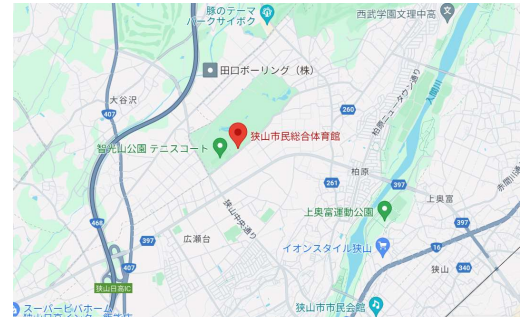 豚のテーマ
パークサイボク
西武学園文理中高
田口ボーリング（株）
大谷沢
407
260
柏原ニュータウン通り
入間川
狭山市民総合体育館
智光山公園 テニスコート
柏原
261
397
赤間川通り
狭山中央通り
上奥富運動公園
上奥富
468
397
広瀬台
イオンスタイル狭山
16
407
狭山
340
狭山日高IC
スーパービバホーム
狭山市市民会館